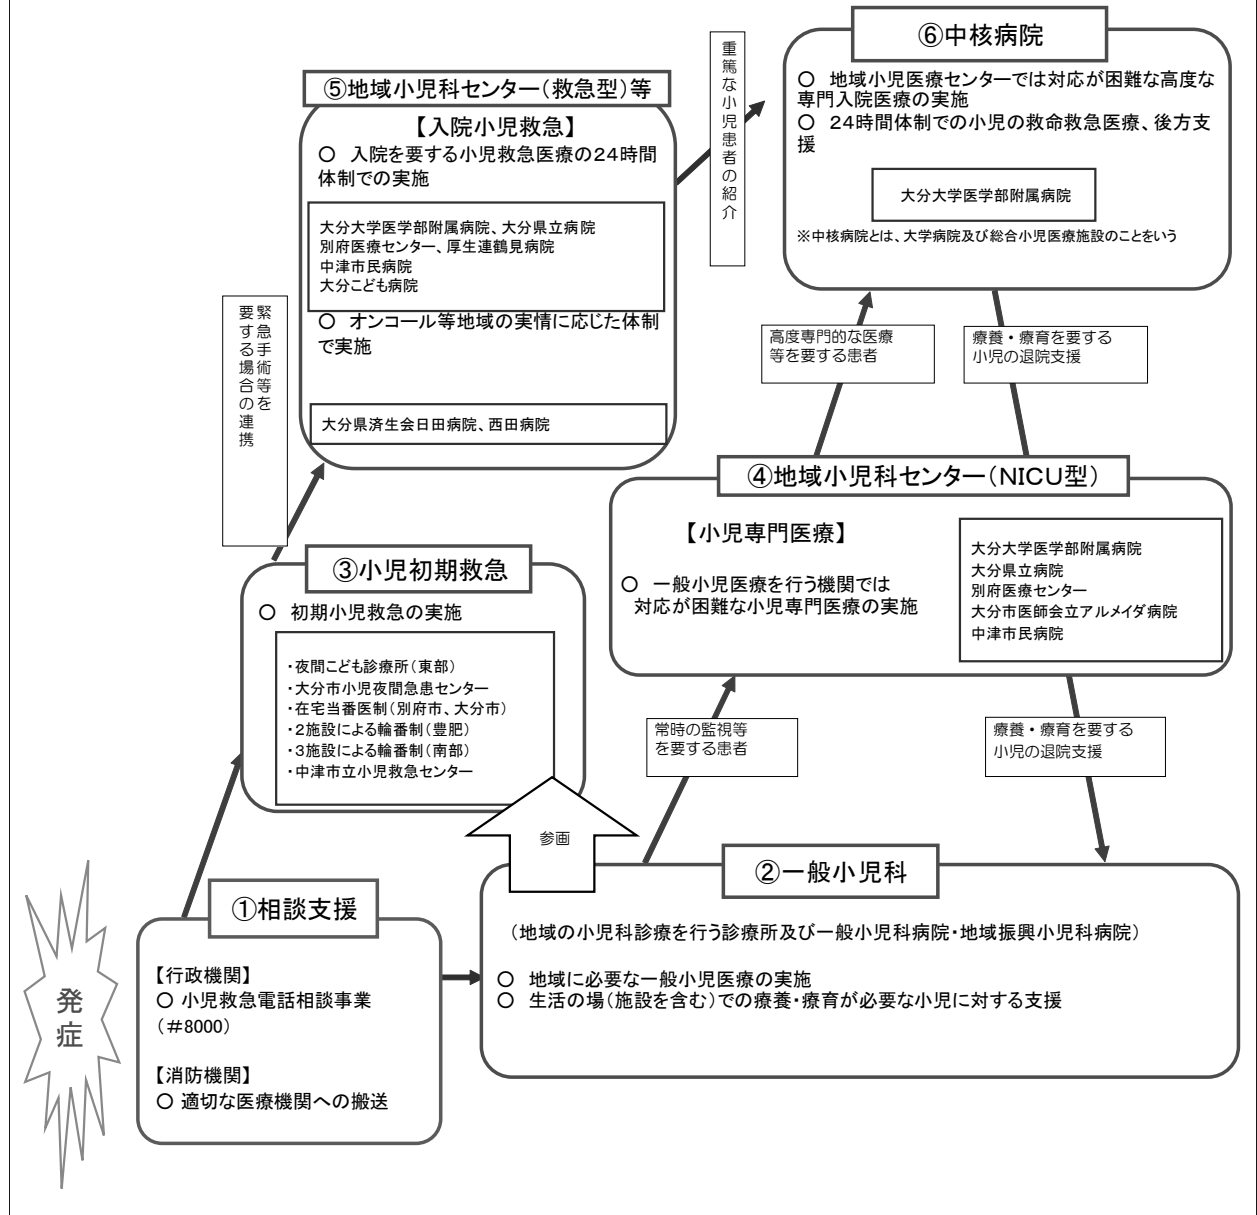 ⑥中核病院
○ 地域小児医療センターでは対応が困難な高度な
専門入院医療の実施
○ 24時間体制での小児の救命救急医療、後方支
援
大分大学医学部附属病院
※中核病院とは、大学病院及び総合小児医療施設のことをいう
重篤な小児患者の紹介
⑤地域小児科センター(救急型)等
【入院小児救急】
○ 入院を要する小児救急医療の24時間
体制での実施
大分大学医学部附属病院、大分県立病院
別府医療センター、厚生連鶴見病院
中津市民病院
大分こども病院
○ オンコール等地域の実情に応じた体制
で実施
大分県済生会日田病院、西田病院
緊急手術等を
要する場合の連携
高度専門的な医療
等を要する患者
療養・療育を要する
小児の退院支援
④地域小児科センター(NICU型)
【小児専門医療】
○ 一般小児医療を行う機関では
対応が困難な小児専門医療の実施
大分大学医学部附属病院
大分県立病院
別府医療センター
大分市医師会立アルメイダ病院
中津市民病院
③小児初期救急
○ 初期小児救急の実施
・夜間こども診療所(東部)
・大分市小児夜間急患センター
・在宅当番医制(別府市、大分市)
・2施設による輪番制(豊肥)
・3施設による輪番制(南部)
・中津市立小児救急センター
常時の監視等
を要する患者
療養・療育を要する
小児の退院支援
参画
②一般小児科
(地域の小児科診療を行う診療所及び一般小児科病院・地域振興小児科病院)
○ 地域に必要な一般小児医療の実施
○ 生活の場(施設を含む)での療養・療育が必要な小児に対する支援
①相談支援
【行政機関】
○ 小児救急電話相談事業
(#8000)
【消防機関】
○ 適切な医療機関への搬送
発症